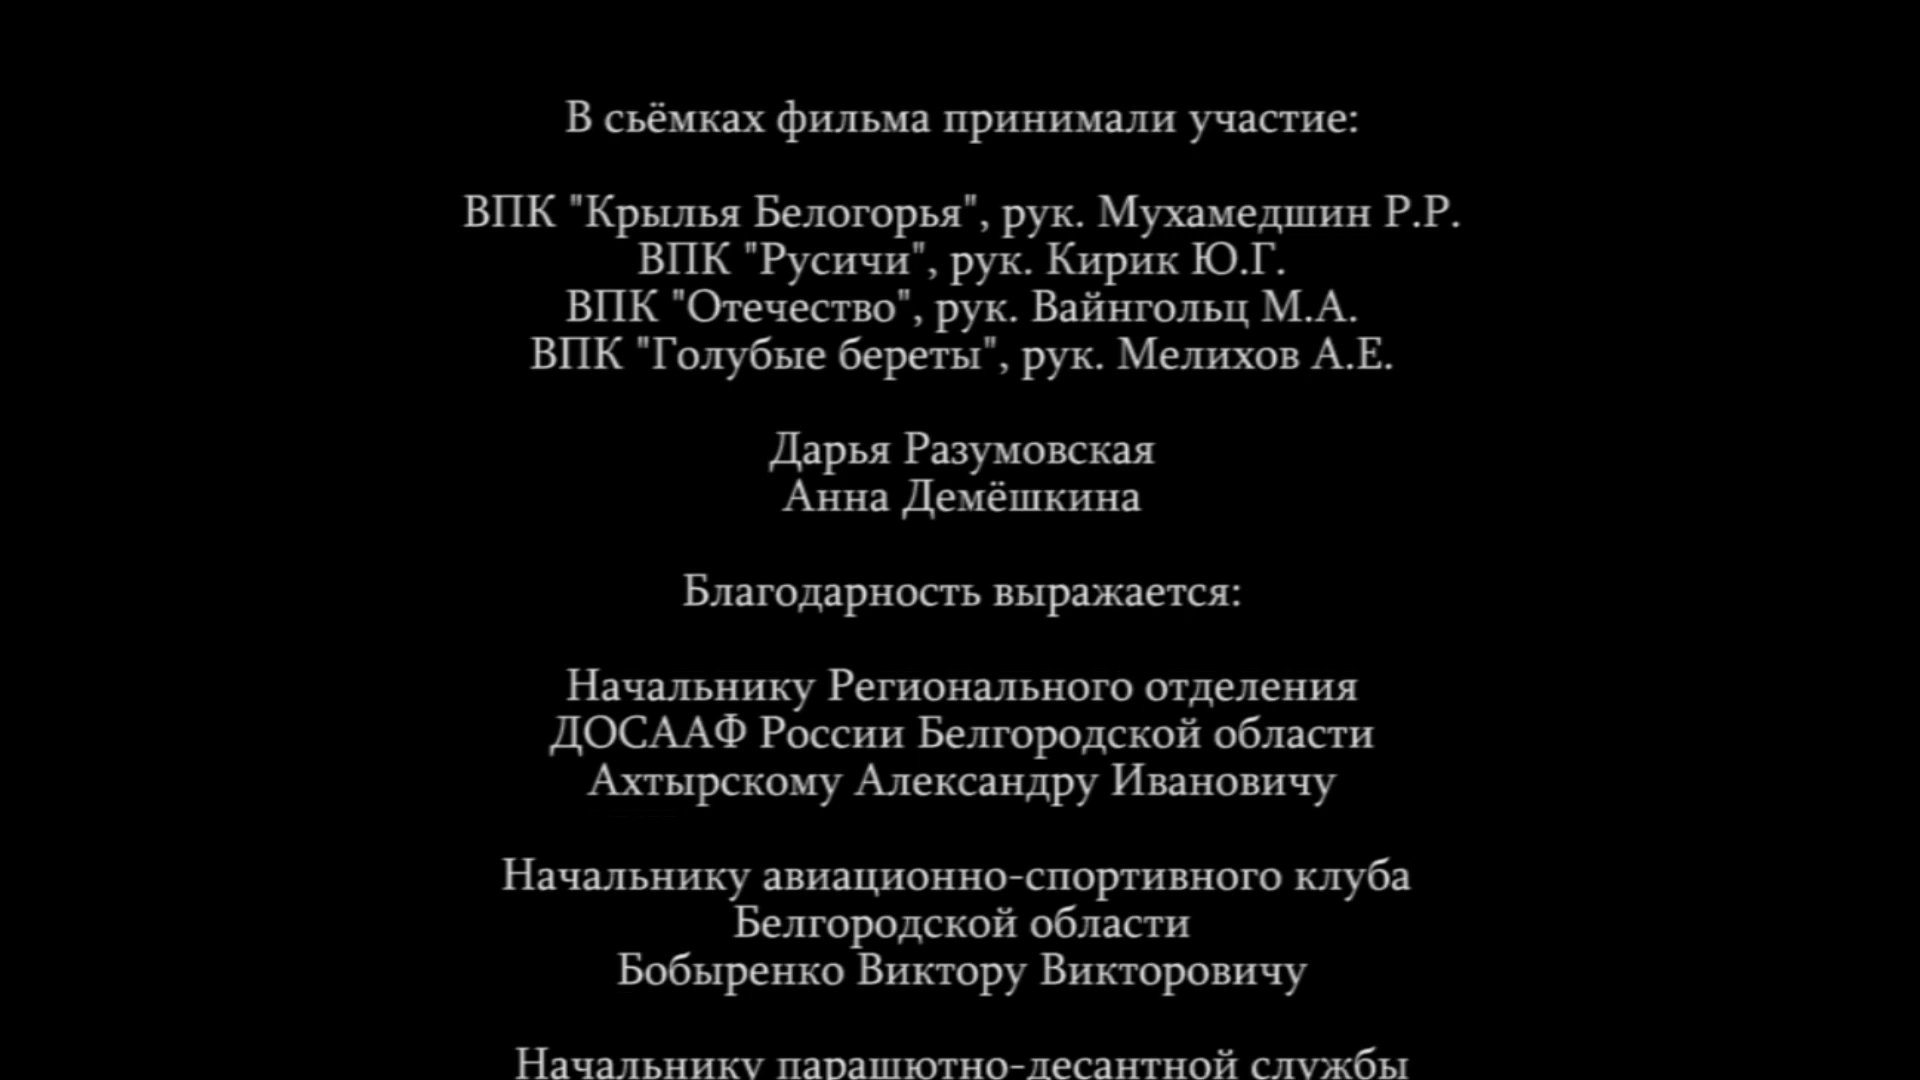 В сьёмках фильма принимали участие:
ВПК "Крылья Белогорья", рук. Мухамедшин Р.Р.
ВПК "Русичи", рук. Кирик Ю.Г.
ВПК "Отечество", рук. Вайнгольц М.А.
ВПК "Голубые береты", рук. Мелихов А.Е.
Дарья Разумовская
Анна Демёшкина
Благодарность выражается:
Начальнику Регионального отделения
ДОСААФ России Белгородской области
Ахтырскому Александру Ивановичу
Начальнику авиационно-спортивного клуба
Белгородской области
Бобыренко Виктору Викторовичу
Начальнику парашютно-десантной службы